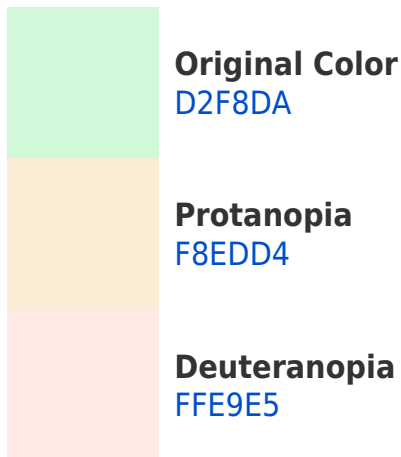 Original Color
D2F8DA
Protanopia
F8EDD4
Deuteranopia
FFE9E5